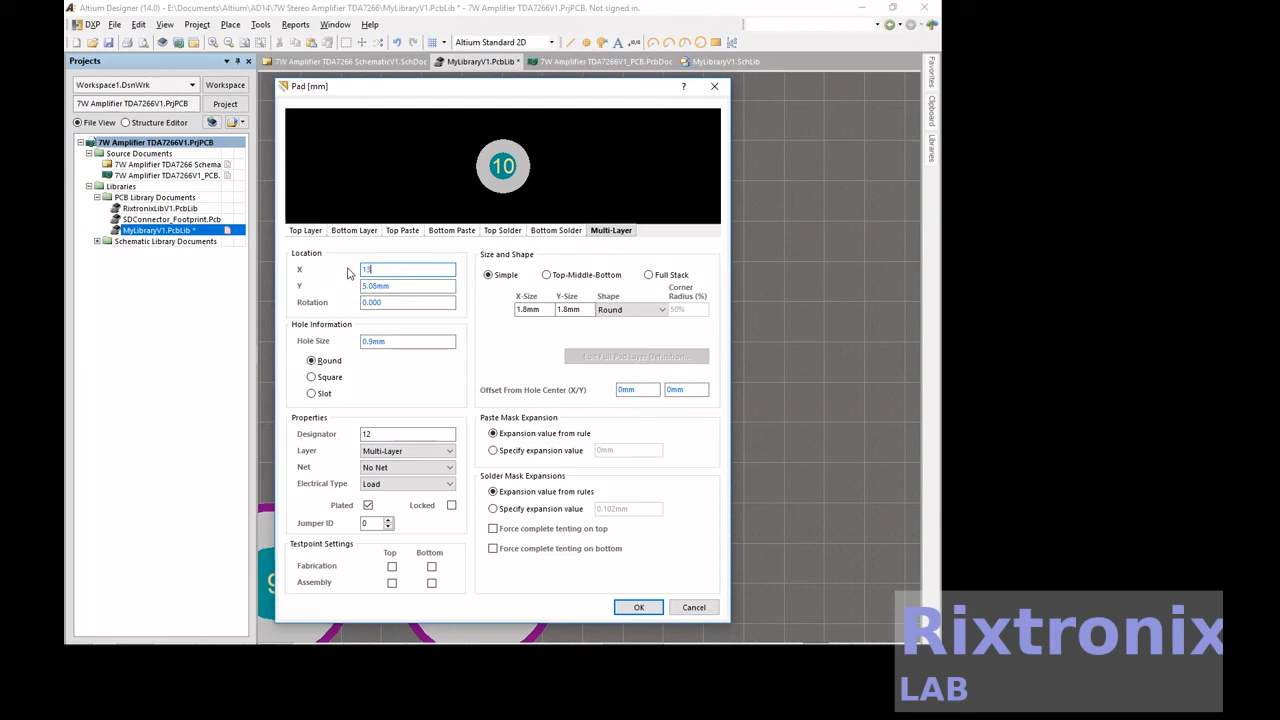 Altium Designer (14.0) - E:\Documents\Altium\AD14\7W Stereo Amplifier TDA7266\MyLibraryV1.PcbLib * - 7W Amplifier TDA7266V1.PrjPCB. Not signed in.
DXP File Edit View Project Place Tools Reports Window Help
Altium Standard 2D
Projects
7W Amplifier TDA7266 SchematicV1.SchDoc MyLibraryV1.PcbLib * 7W Amplifier TDA7266V1_PCB.PcbDoc MyLibraryV1.SchLib
Workspace1.DsnWrk Workspace
7W Amplifier TDA7266V1.PrjPCB Project
File View Structure Editor
7W Amplifier TDA7266V1.PrjPCB
Source Documents
7W Amplifier TDA7266 Schema
7W Amplifier TDA7266V1_PCB.
Libraries
PCB Library Documents
RixtronixLibV1.PcbLib
SDConnector_Footprint.Pcb
MyLibraryV1.PcbLib *
Schematic Library Documents
Favorites
Clipboard
Libraries
Pad [mm] ?
10
Top Layer Bottom Layer Top Paste Bottom Paste Top Solder Bottom Solder Multi-Layer
Location
X 13
Y 5.08mm
Rotation 0.000
Hole Information
Hole Size 0.9mm
Round
Square
Slot
Properties
Designator 12
Layer Multi-Layer
Net No Net
Electrical Type Load
Plated Locked
Jumper ID 0
Testpoint Settings
Top Bottom
Fabrication
Assembly
Size and Shape
Simple Top-Middle-Bottom Full Stack
X-Size Y-Size Shape Corner Radius (%)
1.8mm 1.8mm Round 50%
Edit Full Pad Layer Definition...
Offset From Hole Center (X/Y) 0mm 0mm
Paste Mask Expansion
Expansion value from rule
Specify expansion value 0mm
Solder Mask Expansions
Expansion value from rules
Specify expansion value 0.102mm
Force complete tenting on top
Force complete tenting on bottom
OK Cancel
9
Rixtronix
LAB